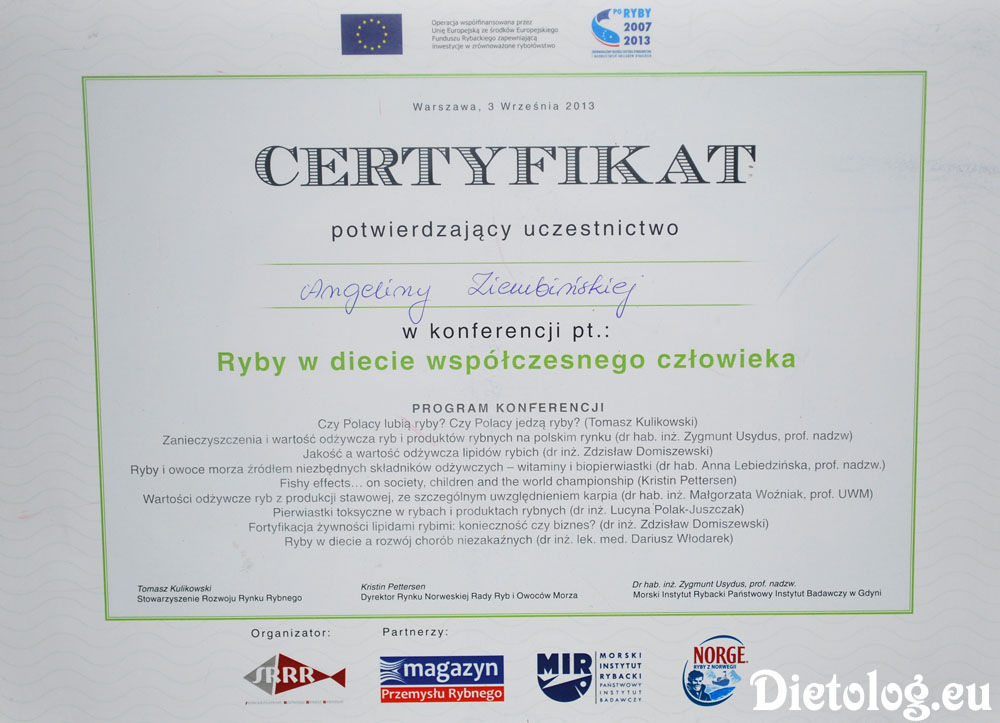 Operacja współfinansowana przez
Unię Europejską ze środków Europejskiego
Funduszu Rybackiego zapewniającą
inwestycje w zrównoważone rybołówstwo
PO RYBY
2007
2013
Warszawa, 3 Września 2013
CERTYFIKAT
potwierdzający uczestnictwo
Angeliny Ziembińskiej
w konferencji pt.:
Ryby w diecie współczesnego człowieka
PROGRAM KONFERENCJI
Czy Polacy lubią ryby? Czy Polacy jedzą ryby? (Tomasz Kulikowski)
Zanieczyszczenia i wartość odżywcza ryb i produktów rybnych na polskim rynku (dr hab. inż. Zygmunt Usydus, prof. nadzw)
Jakość a wartość odżywcza lipidów rybich (dr inż. Zdzisław Domiszewski)
Ryby i owoce morza źródłem niezbędnych składników odżywczych – witaminy i biopierwiastki (dr hab. Anna Lebiedzińska, prof. nadzw.)
Fishy effects... on society, children and the world championship (Kristin Pettersen)
Wartości odżywcze ryb z produkcji stawowej, ze szczególnym uwzględnieniem karpia (dr hab. inż. Małgorzata Woźniak, prof. UWM)
Pierwiastki toksyczne w rybach i produktach rybnych (dr inż. Lucyna Polak-Juszczak)
Fortyfikacja żywności lipidami rybimi: konieczność czy biznes? (dr inż. Zdzisław Domiszewski)
Ryby w diecie a rozwój chorób niezakaźnych (dr inż. lek. med. Dariusz Włodarek)
Tomasz Kulikowski
Stowarzyszenie Rozwoju Rynku Rybnego
Kristin Pettersen
Dyrektor Rynku Norweskiej Rady Ryb i Owoców Morza
Dr hab. inż. Zygmunt Usydus, prof. nadzw.
Morski Instytut Rybacki Państwowy Instytut Badawczy w Gdyni
Organizator:
Partnerzy:
SRRR
magazyn
Przemysłu Rybnego
MIR
MORSKI
INSTYTUT
RYBACKI
PAŃSTWOWY
INSTYTUT
BADAWCZY
NORGE
RYBY Z NORWEGII
Dietolog.eu